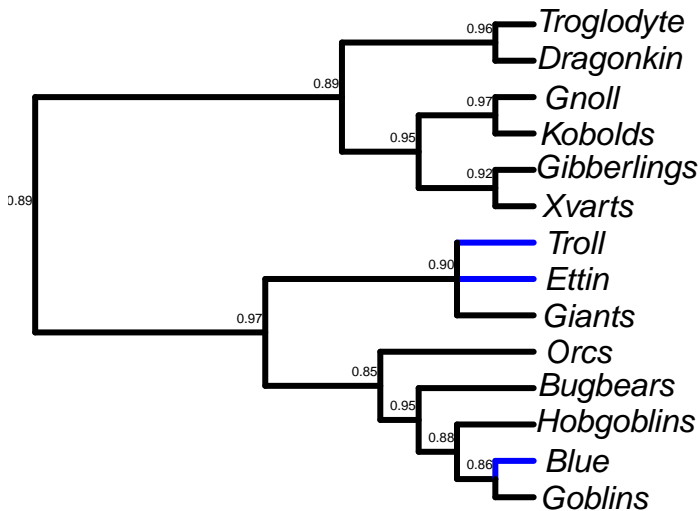 0.96
Troglodyte
Dragonkin
0.89
0.97
Gnoll
0.95
Kobolds
0.92
Gibberlings
Xvarts
0.89
Troll
0.90
Ettin
0.97
Giants
Orcs
0.85
Bugbears
0.95
Hobgoblins
0.88
Blue
0.86
Goblins